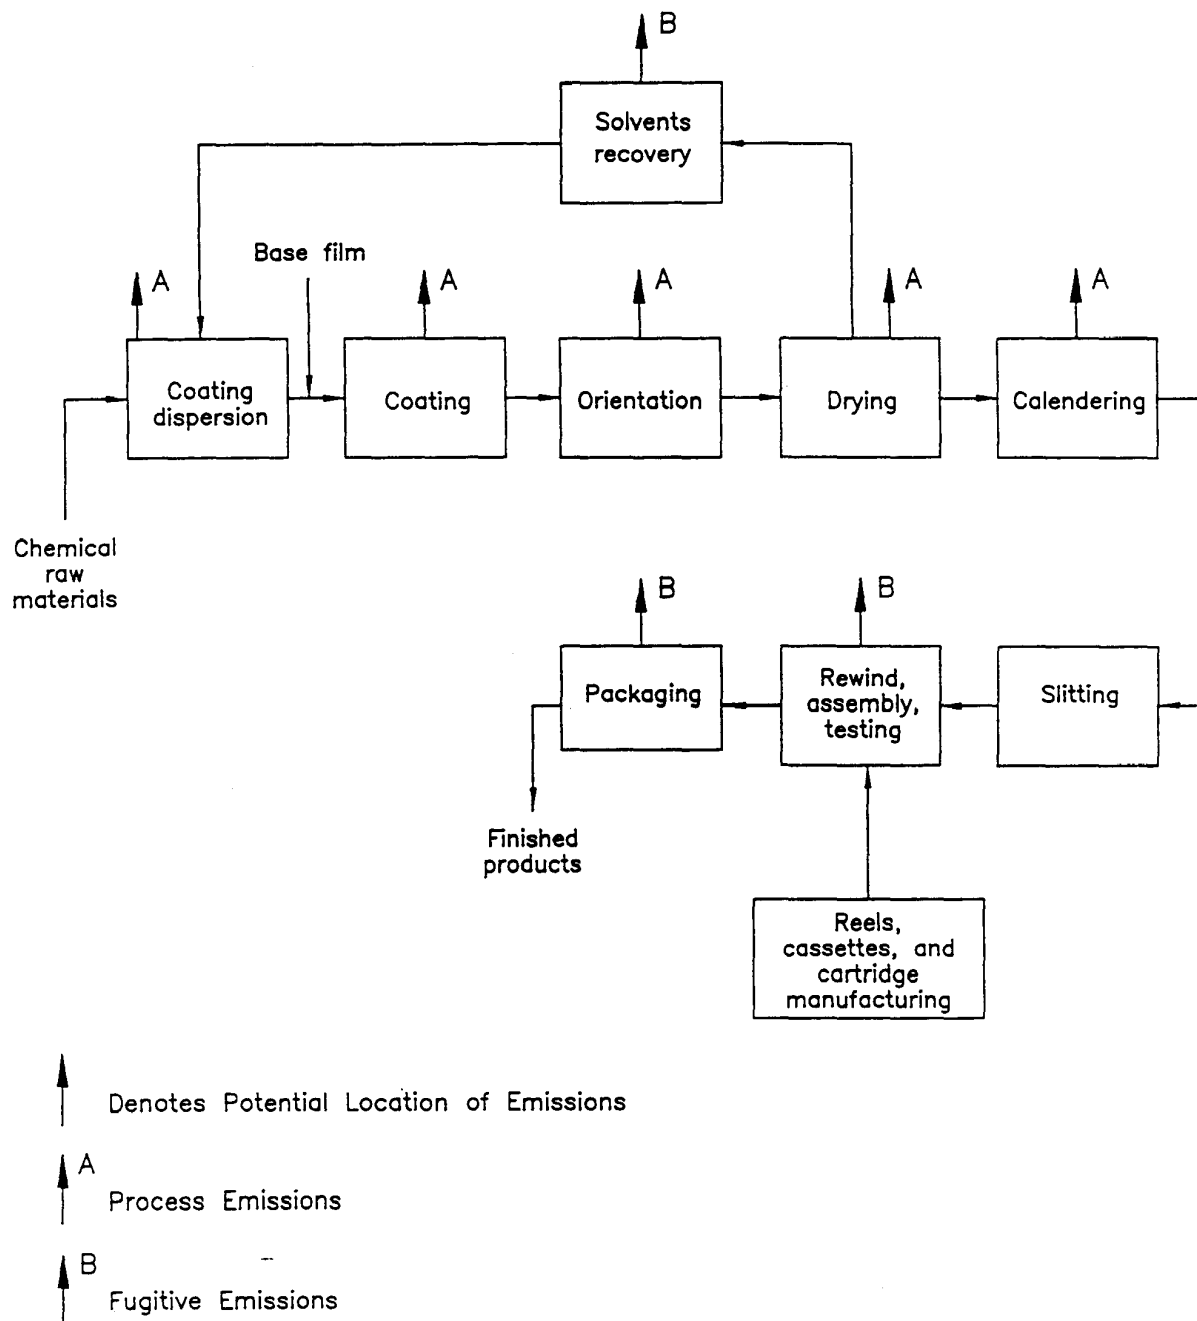 B
Solvents
recovery
Base film
A
A
A
A
A
Coating
dispersion
Coating
Orientation
Drying
Calendering
Chemical
raw
materials
B
B
Packaging
Rewind,
assembly,
testing
Slitting
Finished
products
Reels,
cassettes, and
cartridge
manufacturing
Denotes Potential Location of Emissions
A
Process Emissions
B
Fugitive Emissions